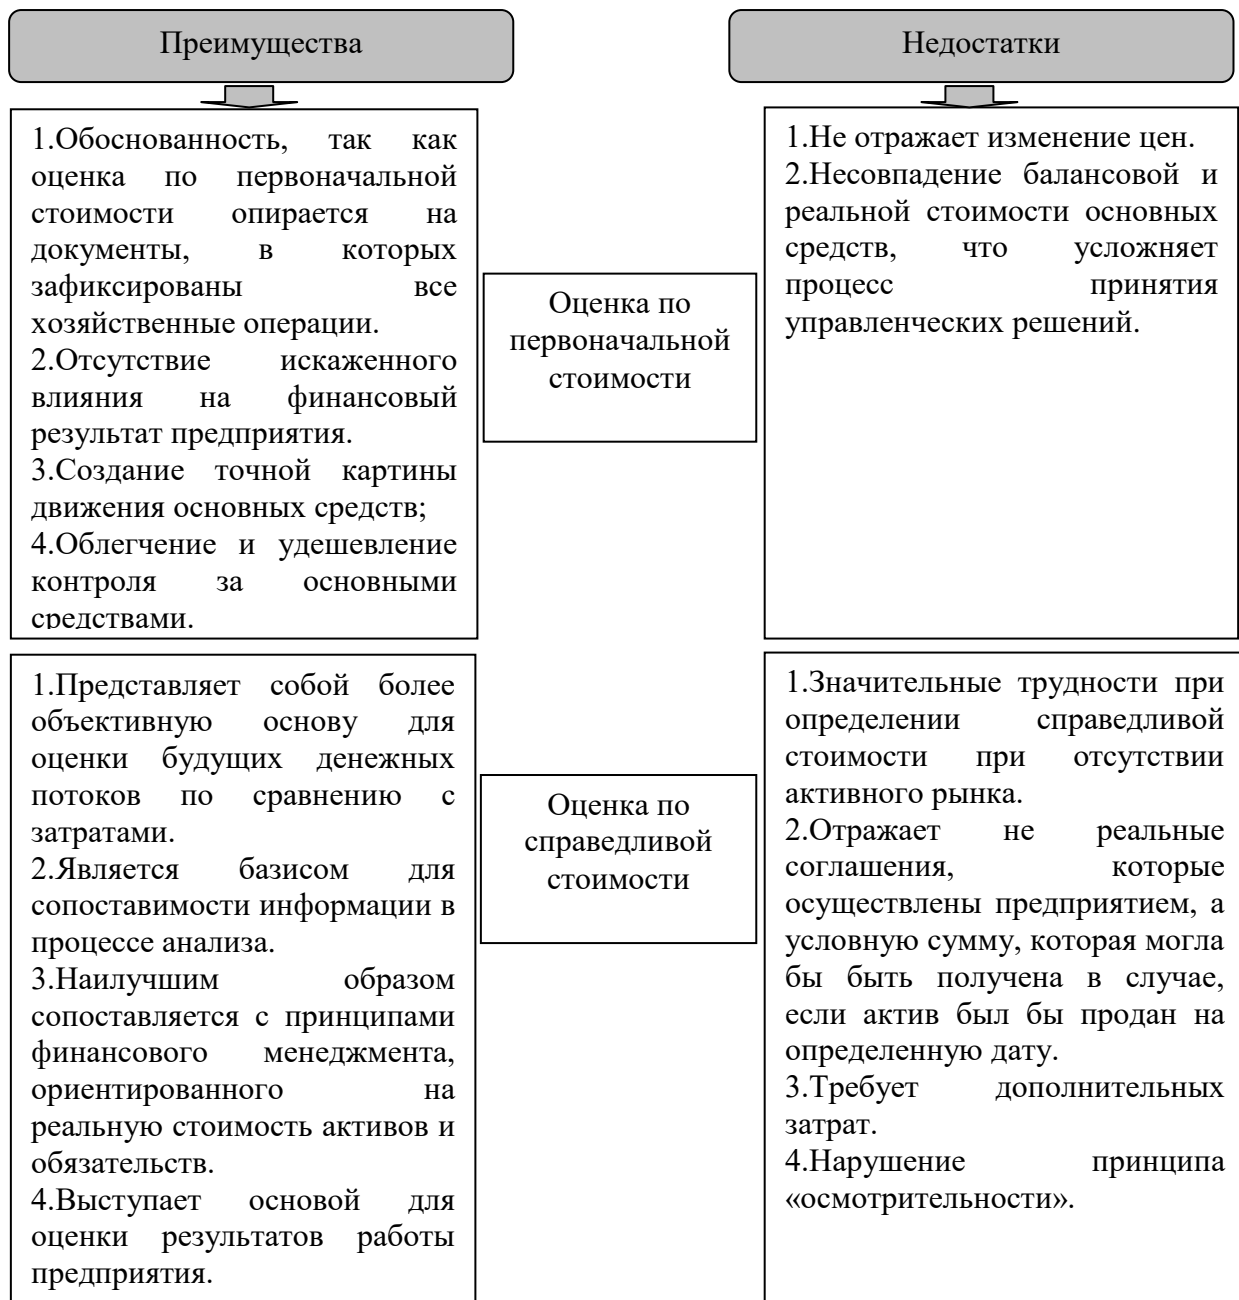 Преимущества
Недостатки
1.Обоснованность, так как
оценка по первоначальной
стоимости опирается на
документы, в которых
зафиксированы все
хозяйственные операции.
2.Отсутствие искаженного
влияния на финансовый
результат предприятия.
3.Создание точной картины
движения основных средств;
4.Облегчение и удешевление
контроля за основными
средствами.
Оценка по
первоначальной
стоимости
1.Не отражает изменение цен.
2.Несовпадение балансовой и
реальной стоимости основных
средств, что усложняет
процесс принятия
управленческих решений.
1.Представляет собой более
объективную основу для
оценки будущих денежных
потоков по сравнению с
затратами.
2.Является базисом для
сопоставимости информации в
процессе анализа.
3.Наилучшим образом
сопоставляется с принципами
финансового менеджмента,
ориентированного на
реальную стоимость активов и
обязательств.
4.Выступает основой для
оценки результатов работы
предприятия.
Оценка по
справедливой
стоимости
1.Значительные трудности при
определении справедливой
стоимости при отсутствии
активного рынка.
2.Отражает не реальные
соглашения, которые
осуществлены предприятием, а
условную сумму, которая могла
бы быть получена в случае,
если актив был бы продан на
определенную дату.
3.Требует дополнительных
затрат.
4.Нарушение принципа
«осмотрительности».